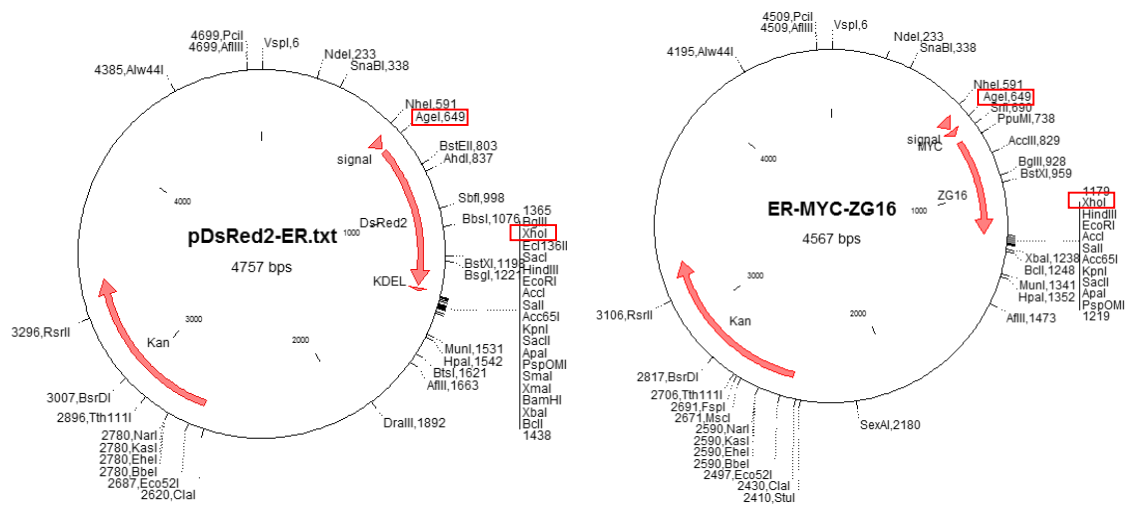 4699,PciI
4699,AflIII
VspI,6
NdeI,233
SnaBI,338
4385,Alw44I
NheI,591
AgeI,649
BstEII,803
AhdI,837
signal
SbfI,998
BbsI,1076
4000
DsRed2
1000
pDsRed2-ER.txt
4757 bps
BstXI,1198
BsgI,1221
KDEL
1365
BglII
XhoI
Ecl136II
SacI
HindIII
EcoRI
AccI
SalI
Acc65I
KpnI
SacII
ApaI
PspOMI
SmaI
XmaI
BamHI
XbaI
BclI
1438
3296,RsrII
Kan
3000
2000
MunI,1531
HpaI,1542
BtsI,1621
AflII,1663
DraIII,1892
3007,BsrDI
2896,Tth111I
2780,NarI
2780,KasI
2780,EheI
2780,BbeI
2687,Eco52I
2620,ClaI
4509,PciI
4509,AflIII
VspI,6
NdeI,233
SnaBI,338
4195,Alw44I
NheI,591
AgeI,649
SrfI,690
PpuMI,738
signal
MYC
AccIII,829
BglII,928
BstXI,959
4000
ZG16
1000
ER-MYC-ZG16
4567 bps
1179
XhoI
HindIII
EcoRI
AccI
SalI
Acc65I
KpnI
SacII
ApaI
PspOMI
1219
XbaI,1238
BclI,1248
MunI,1341
HpaI,1352
AflII,1473
3106,RsrII
Kan
3000
2000
2817,BsrDI
2706,Tth111I
2691,FspI
2671,MscI
2590,NarI
2590,KasI
2590,EheI
2590,BbeI
2497,Eco52I
2430,ClaI
2410,StuI
SexAI,2180